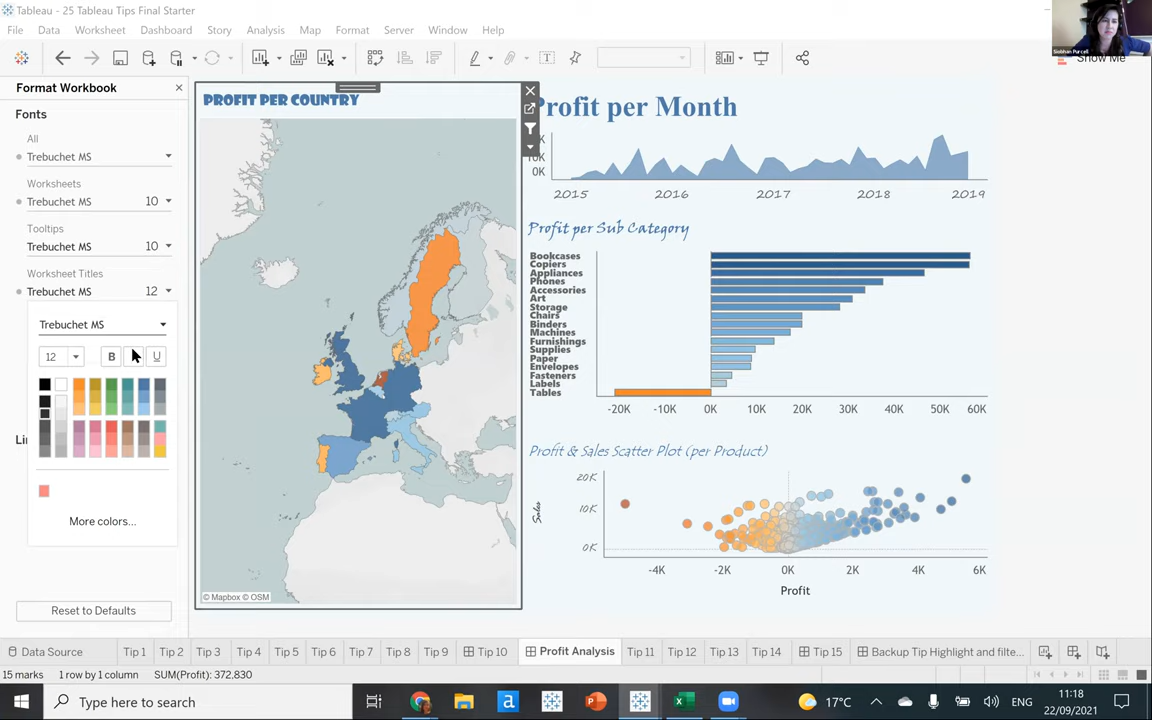 Tableau - 25 Tableau Tips Final Starter
File Data Worksheet Dashboard Story Analysis Map Format Server Window Help
Siobhan Purcell
Show Me
Format Workbook
Fonts
All
Trebuchet MS
Worksheets
Trebuchet MS 10
Tooltips
Trebuchet MS 10
Worksheet Titles
Trebuchet MS 12
Trebuchet MS
12 B U
More colors...
Reset to Defaults
PROFIT PER COUNTRY
© Mapbox © OSM
Profit per Month
0K
2015 2016 2017 2018 2019
Profit per Sub Category
Bookcases
Copiers
Appliances
Phones
Accessories
Art
Storage
Chairs
Binders
Machines
Furnishings
Supplies
Paper
Envelopes
Fasteners
Labels
Tables
-20K -10K 0K 10K 20K 30K 40K 50K 60K
Profit & Sales Scatter Plot (per Product)
20K
10K
0K
Sales
-4K -2K 0K 2K 4K 6K
Profit
Data Source Tip 1 Tip 2 Tip 3 Tip 4 Tip 5 Tip 6 Tip 7 Tip 8 Tip 9 Tip 10 Profit Analysis Tip 11 Tip 12 Tip 13 Tip 14 Tip 15 Backup Tip Highlight and filte...
15 marks 1 row by 1 column SUM(Profit): 372,830
Type here to search
17°C ENG
11:18
22/09/2021